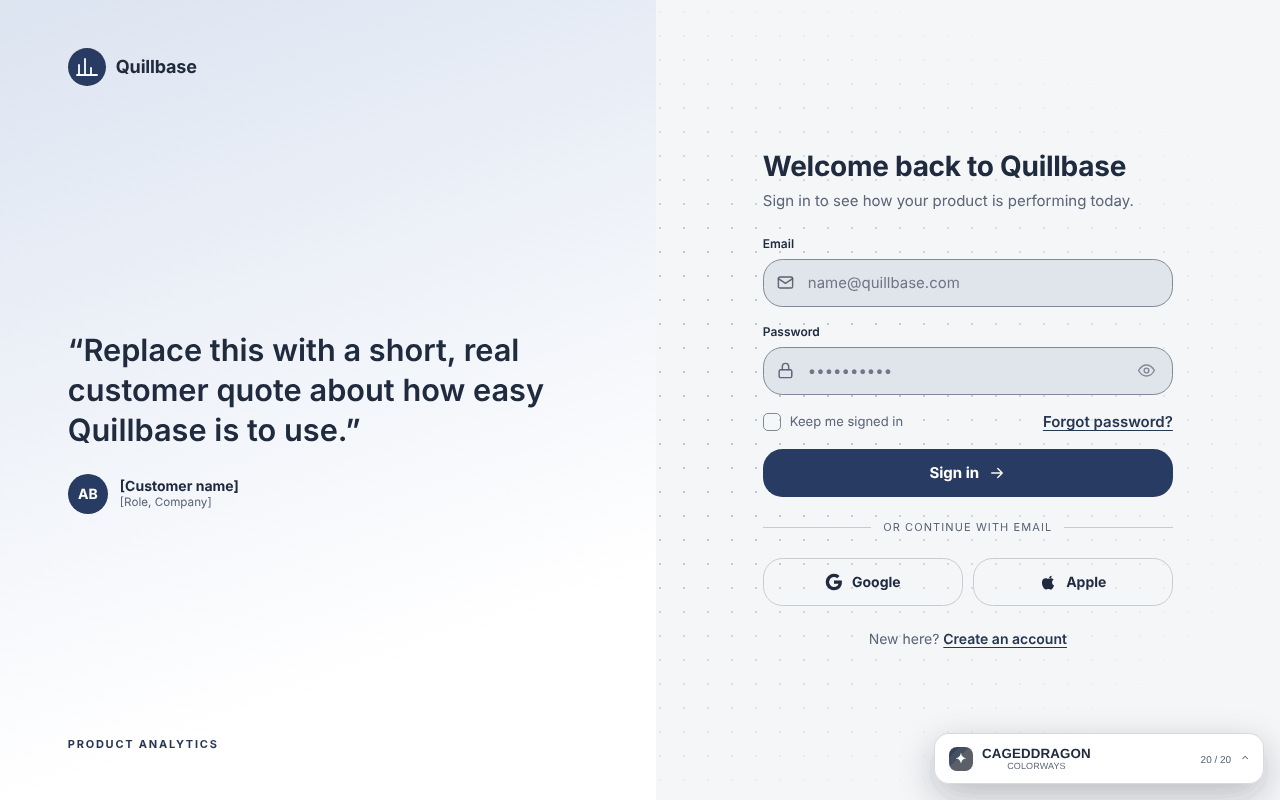 Quillbase
“Replace this with a short, real
customer quote about how easy
Quillbase is to use.”
AB
[Customer name]
[Role, Company]
PRODUCT ANALYTICS
Welcome back to Quillbase
Sign in to see how your product is performing today.
Email
name@quillbase.com
Password
••••••••••
Keep me signed in
Forgot password?
Sign in →
OR CONTINUE WITH EMAIL
Google
Apple
New here? Create an account
CAGEDDRAGON
COLORWAYS
20 / 20